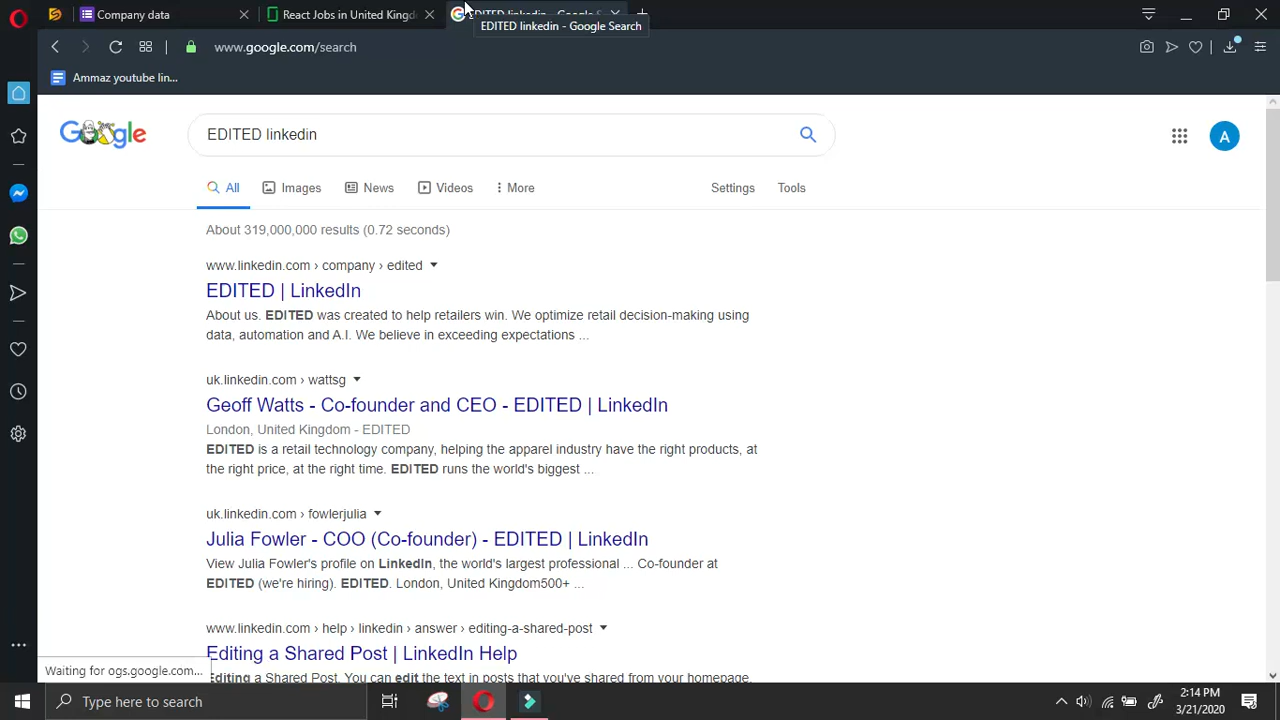 Company data
React Jobs in United Kingd
EDITED linkedin - Google S
EDITED linkedin - Google Search
www.google.com/search
Ammaz youtube lin...
Google
EDITED linkedin
A
All
Images
News
Videos
More
Settings
Tools
About 319,000,000 results (0.72 seconds)
www.linkedin.com › company › edited
EDITED | LinkedIn
About us. EDITED was created to help retailers win. We optimize retail decision-making using
data, automation and A.I. We believe in exceeding expectations ...
uk.linkedin.com › wattsg
Geoff Watts - Co-founder and CEO - EDITED | LinkedIn
London, United Kingdom - EDITED
EDITED is a retail technology company, helping the apparel industry have the right products, at
the right price, at the right time. EDITED runs the world's biggest ...
uk.linkedin.com › fowlerjulia
Julia Fowler - COO (Co-founder) - EDITED | LinkedIn
View Julia Fowler's profile on LinkedIn, the world's largest professional ... Co-founder at
EDITED (we're hiring). EDITED. London, United Kingdom500+ ...
www.linkedin.com › help › linkedin › answer › editing-a-shared-post
Editing a Shared Post | LinkedIn Help
Editing a Shared Post. You can edit the text in posts that you've shared from your homepage,
Waiting for ogs.google.com...
Type here to search
2:14 PM
3/21/2020